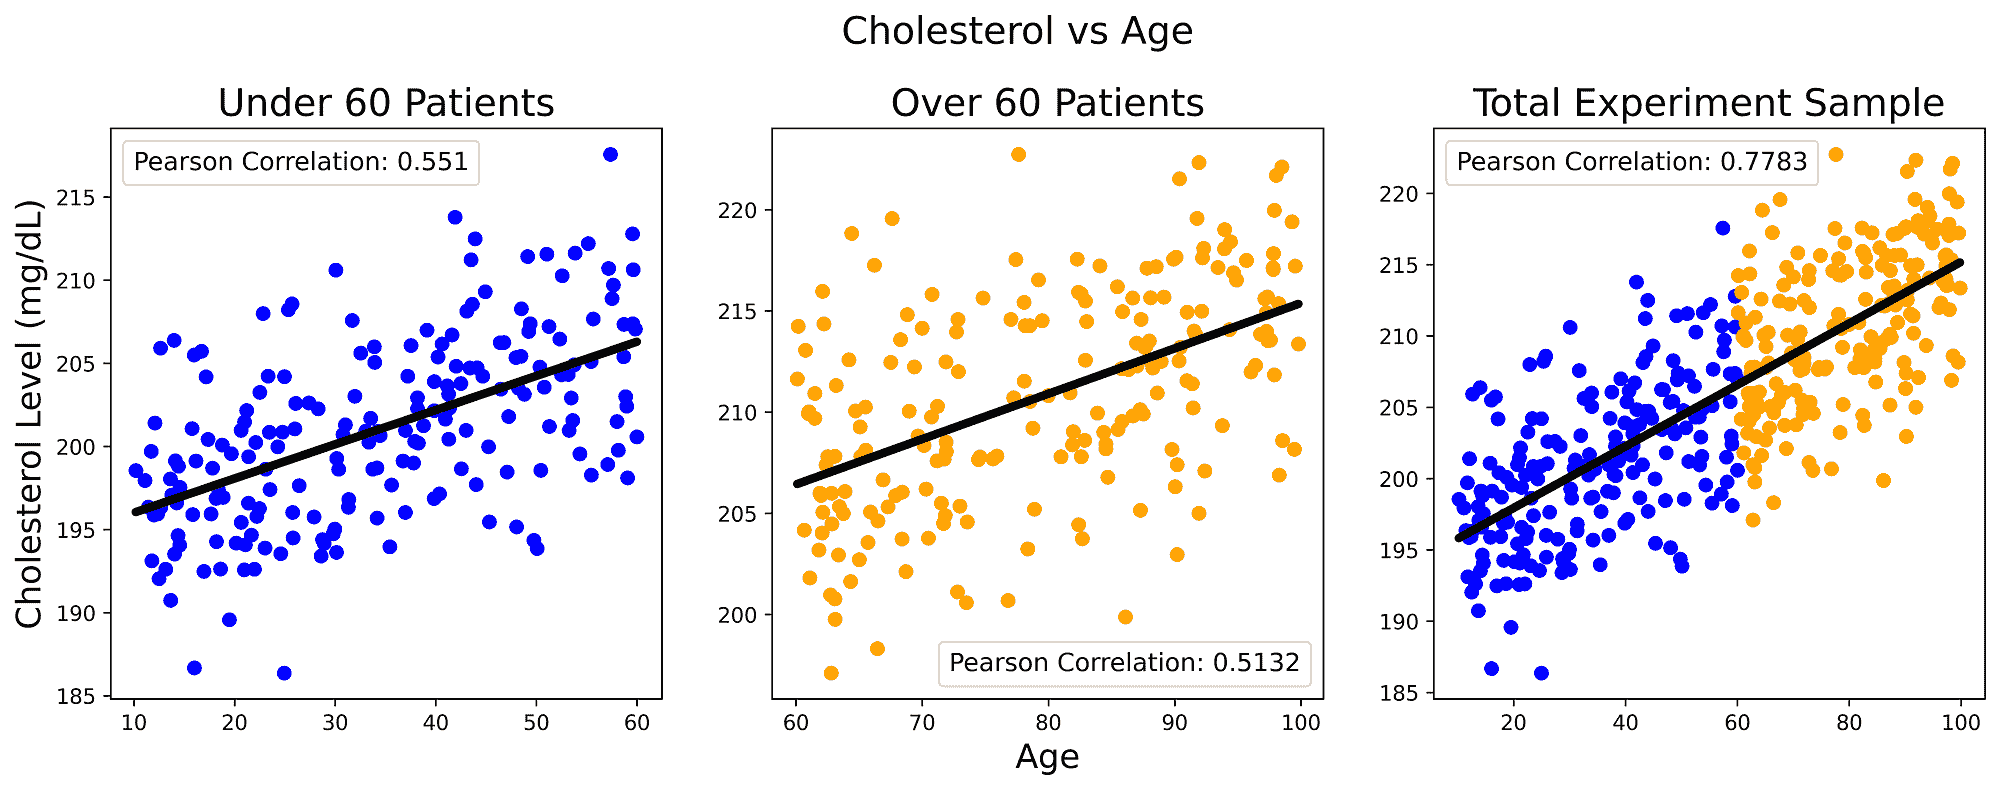 Cholesterol vs Age
Under 60 Patients
Over 60 Patients
Total Experiment Sample
Cholesterol Level (mg/dL)
Pearson Correlation: 0.551
215
210
205
200
195
190
185
10 20 30 40 50 60
220
215
210
205
200
Pearson Correlation: 0.5132
60 70 80 90 100
Pearson Correlation: 0.7783
220
215
210
205
200
195
190
185
20 40 60 80 100
Age